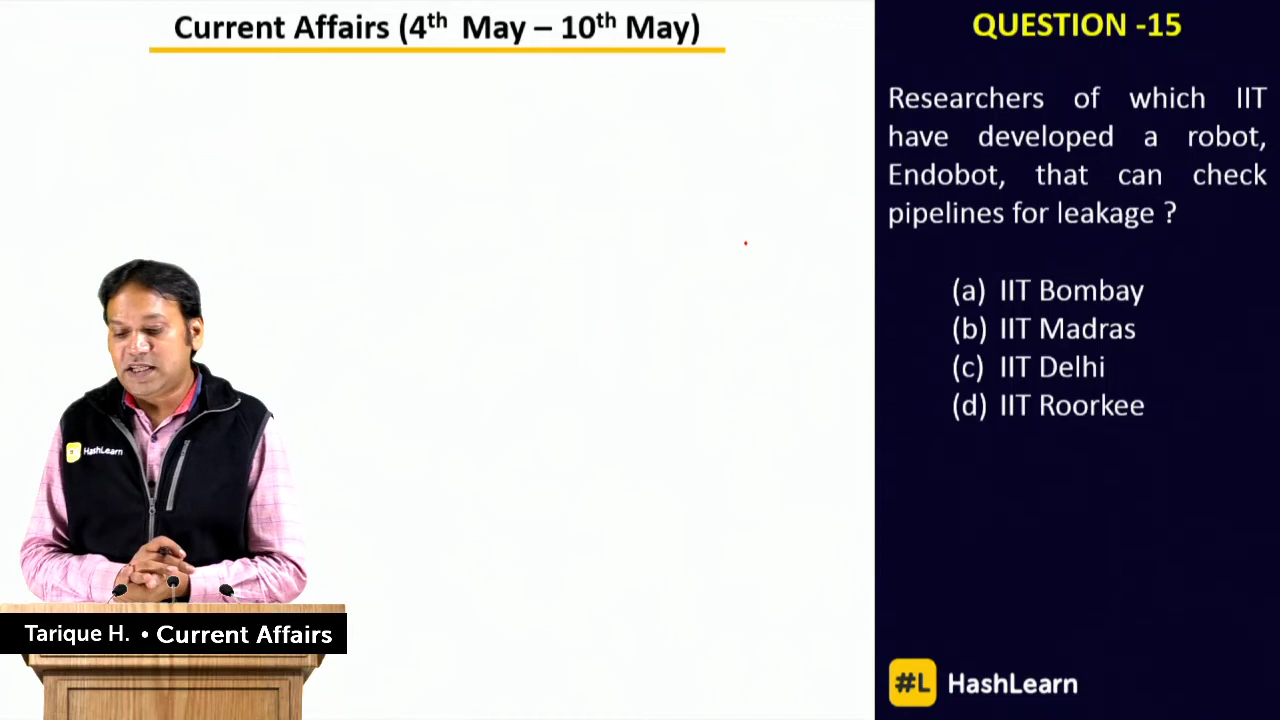 Current Affairs (4th May – 10th May)
QUESTION -15
Researchers of which IIT
have developed a robot,
Endobot, that can check
pipelines for leakage ?
(a) IIT Bombay
(b) IIT Madras
(c) IIT Delhi
(d) IIT Roorkee
HashLearn
Tarique H. • Current Affairs
#L HashLearn